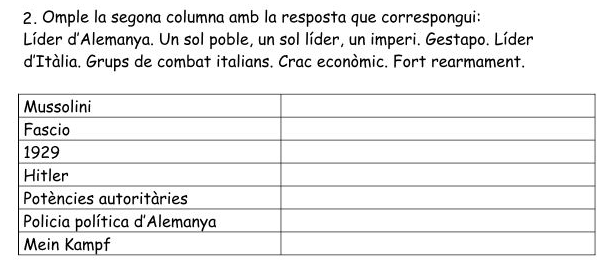 2. Omple la segona columna amb la resposta que correspongui:
Líder d'Alemanya. Un sol poble, un sol líder, un imperi. Gestapo. Líder
d'Itàlia. Grups de combat italians. Crac econòmic. Fort rearmament.
Mussolini
Fascio
1929
Hitler
Potències autoritàries
Policia política d'Alemanya
Mein Kampf